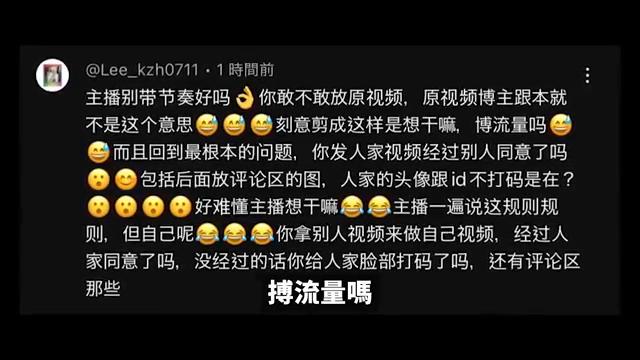 @Lee_kzh0711 • 1 時間前
主播别带节奏好吗👌你敢不敢放原视频，原视频博主跟本就
不是这个意思😅😅😅刻意剪成这样是想干嘛，博流量吗😅
😅而且回到最根本的问题，你发人家视频经过别人同意了吗
😮😊包括后面放评论区的图，人家的头像跟id不打码是在？
😮😮😮😮好难懂主播想干嘛😂😂主播一遍说这规则规
则，但自己呢😂😂😂你拿别人视频来做自己视频，经过人
家同意了吗，没经过的话你给人家脸部打码了吗，还有评论区
那些
搏流量嗎